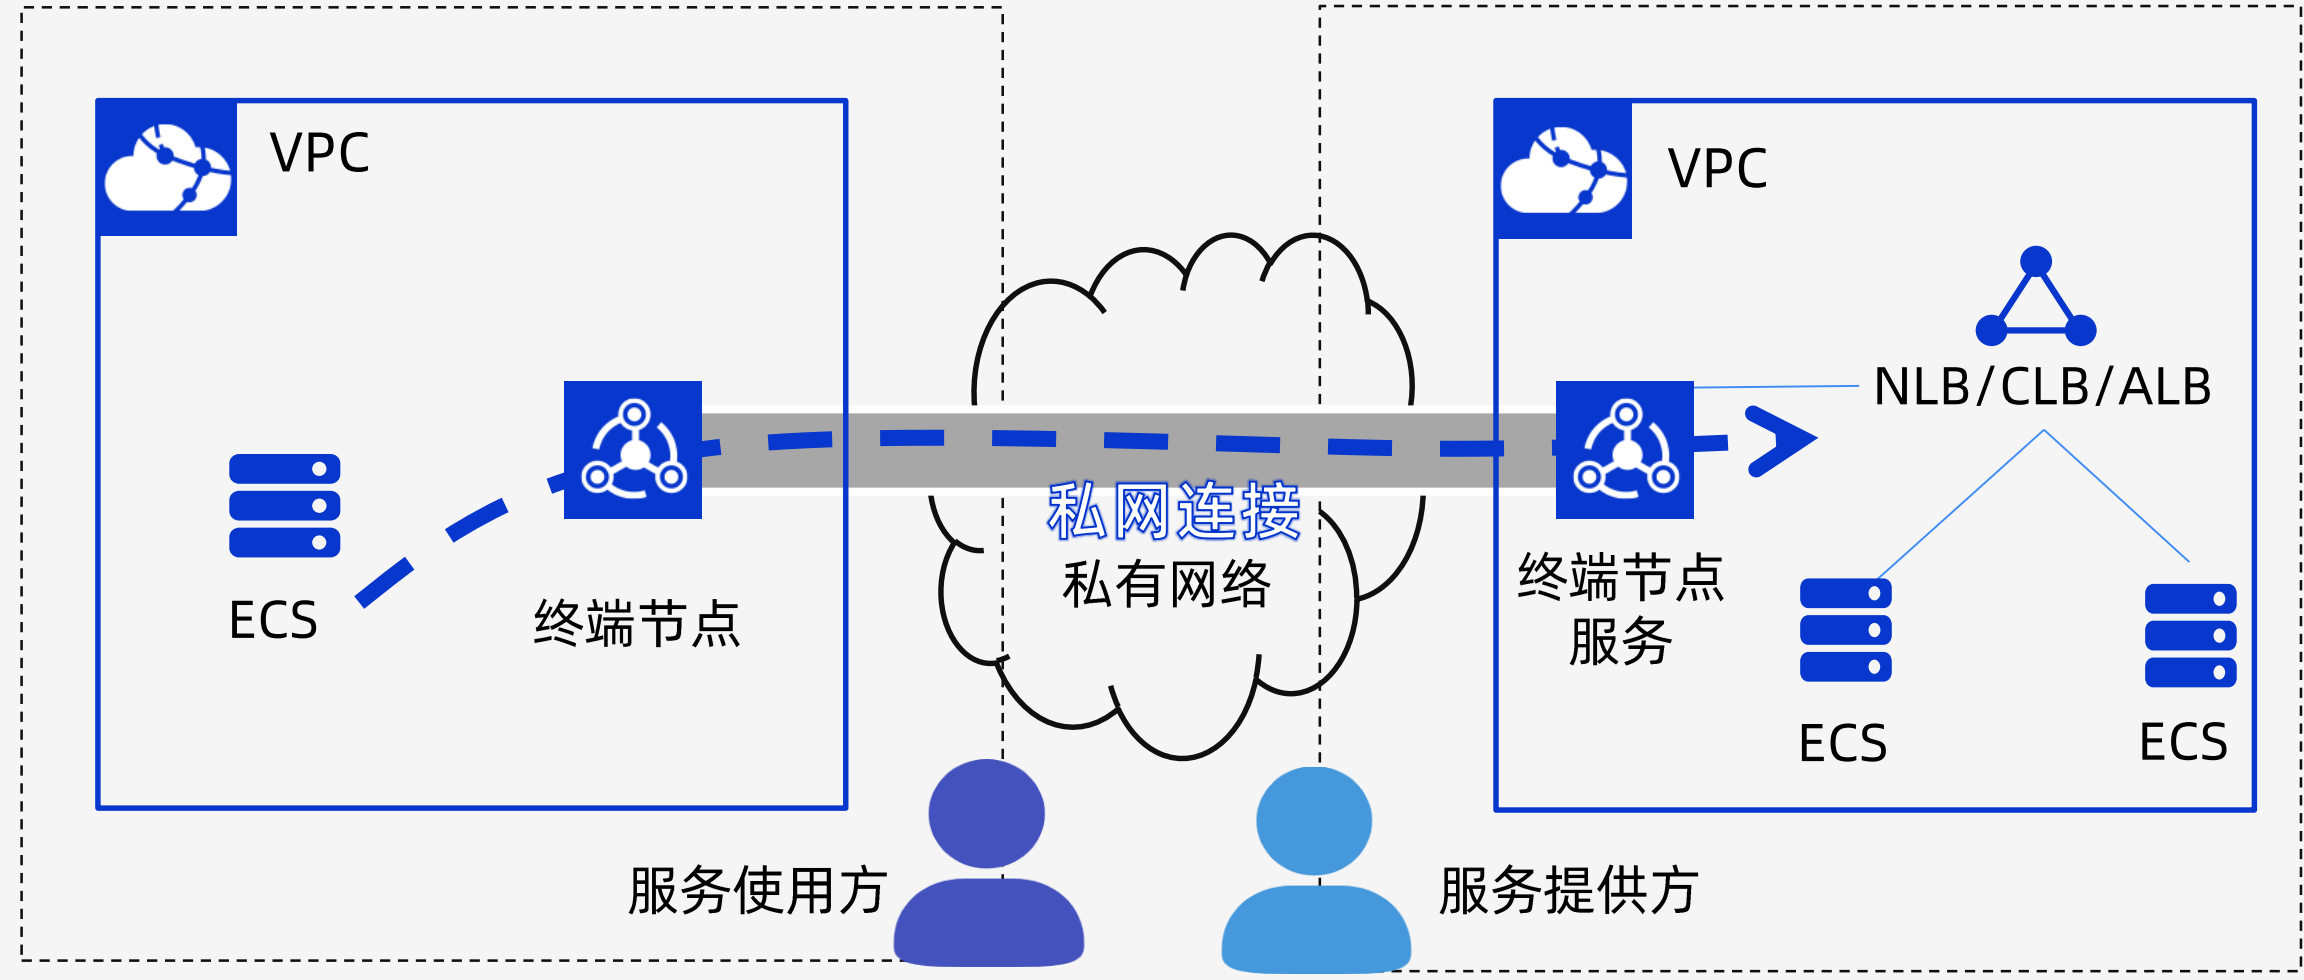 VPC
ECS
终端节点
私网连接
私有网络
VPC
NLB/CLB/ALB
终端节点
服务
ECS
ECS
服务使用方
服务提供方